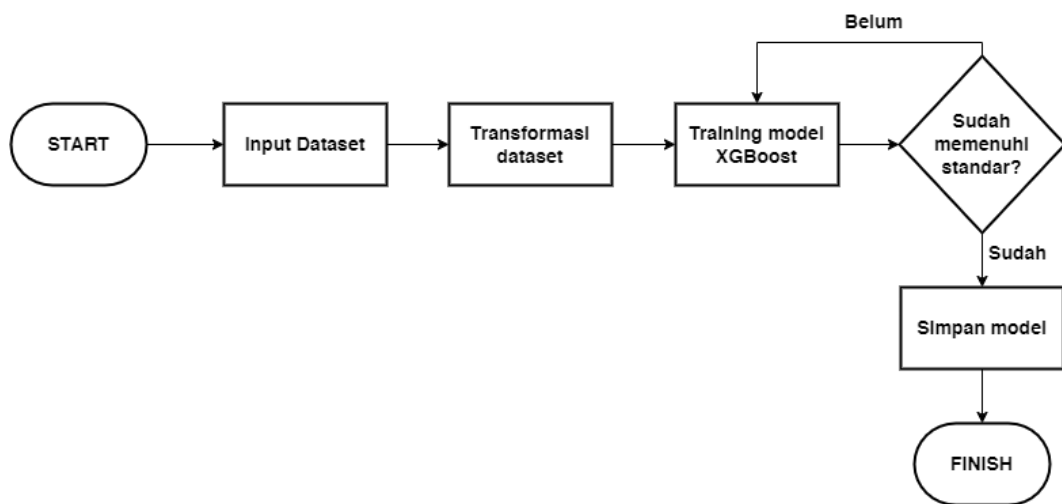 Belum
START
Input Dataset
Transformasi
dataset
Training model
XGBoost
Sudah
memenuhi
standar?
Sudah
Simpan model
FINISH